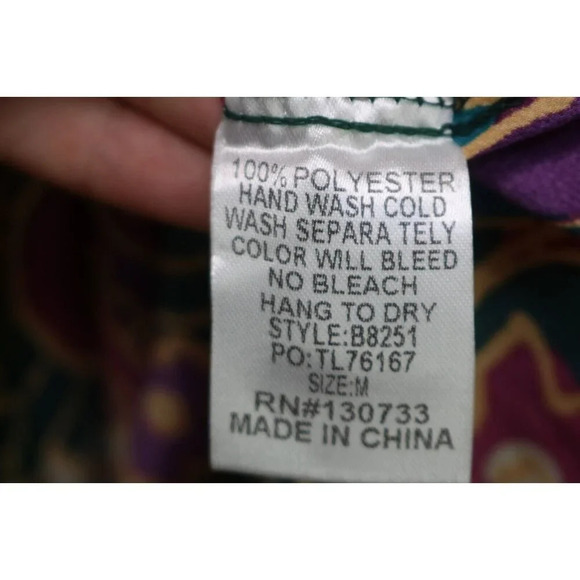 100% POLYESTER
HAND WASH COLD
WASH SEPARA TELY
COLOR WILL BLEED
NO BLEACH
HANG TO DRY
STYLE:B8251
PO:TL76167
SIZE:M
RN#130733
MADE IN CHINA